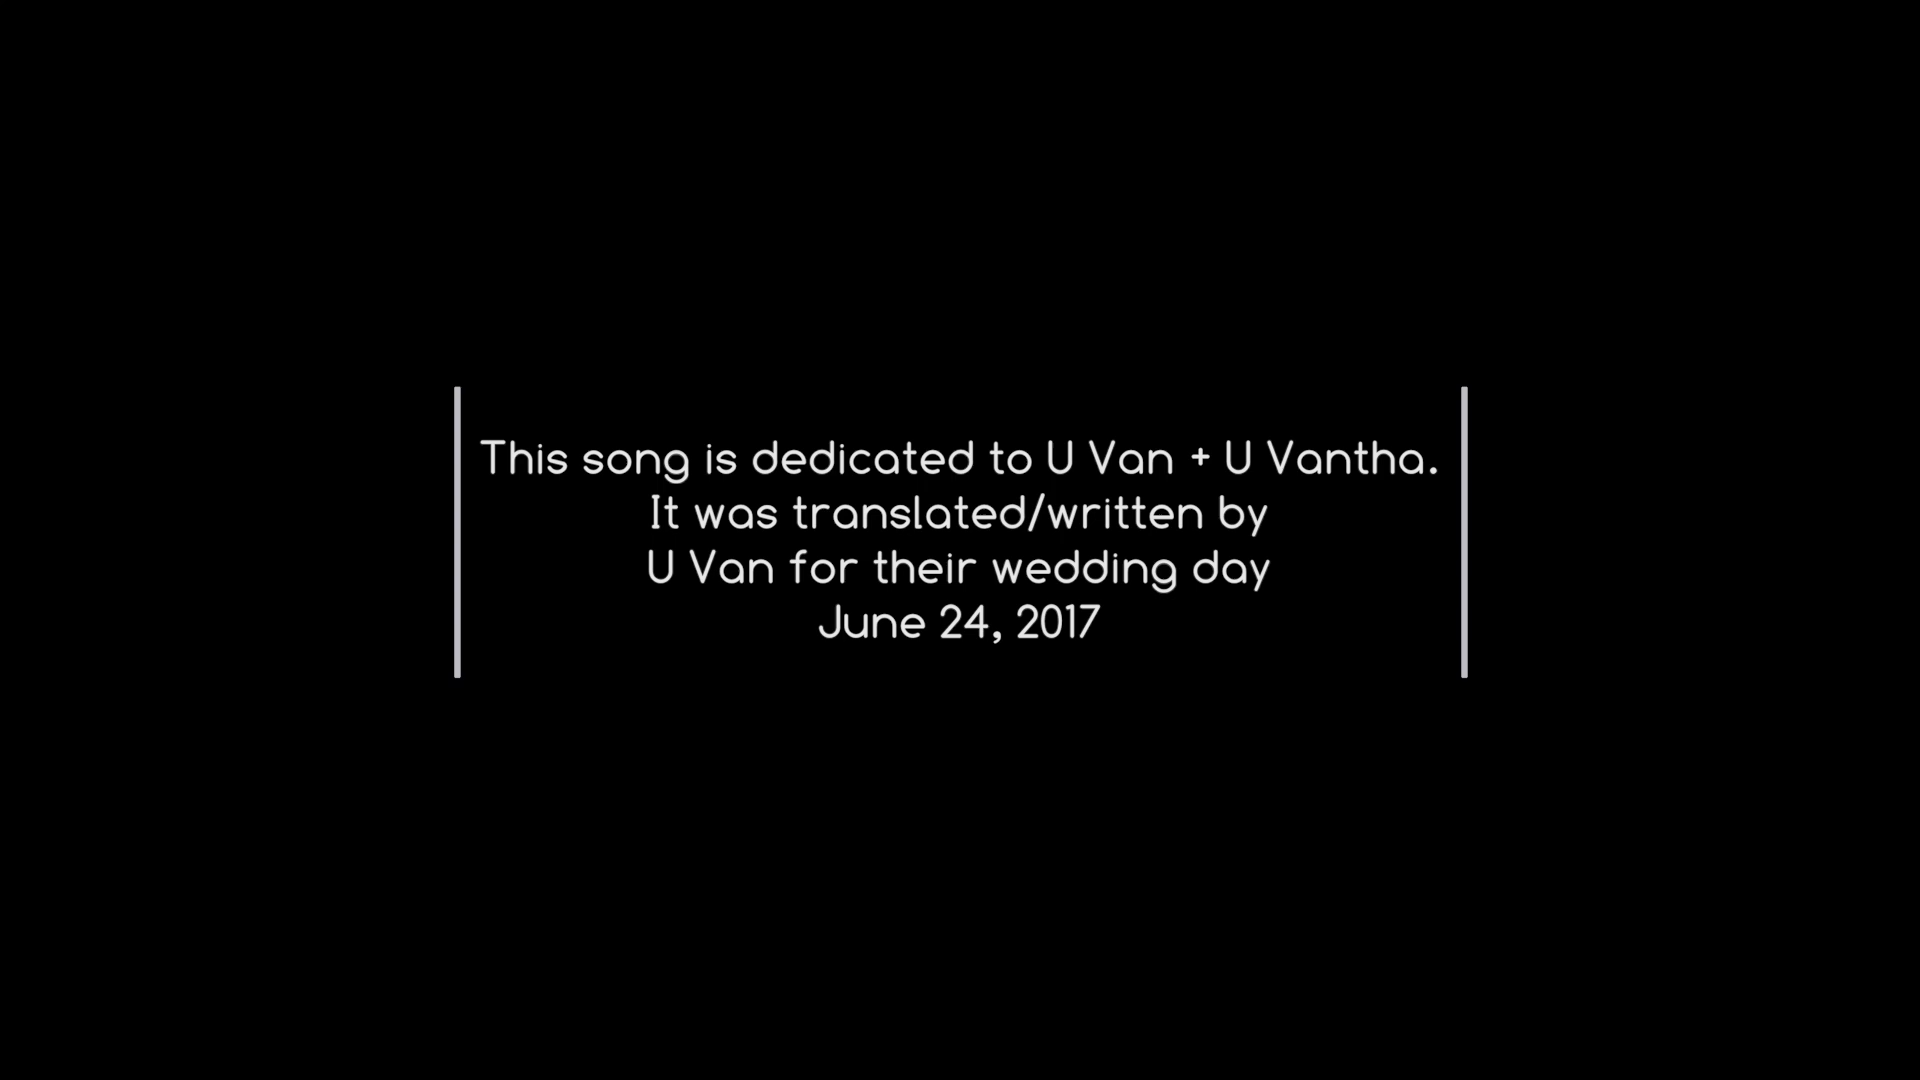 This song is dedicated to U Van + U Vantha.
It was translated/written by
U Van for their wedding day
June 24, 2017